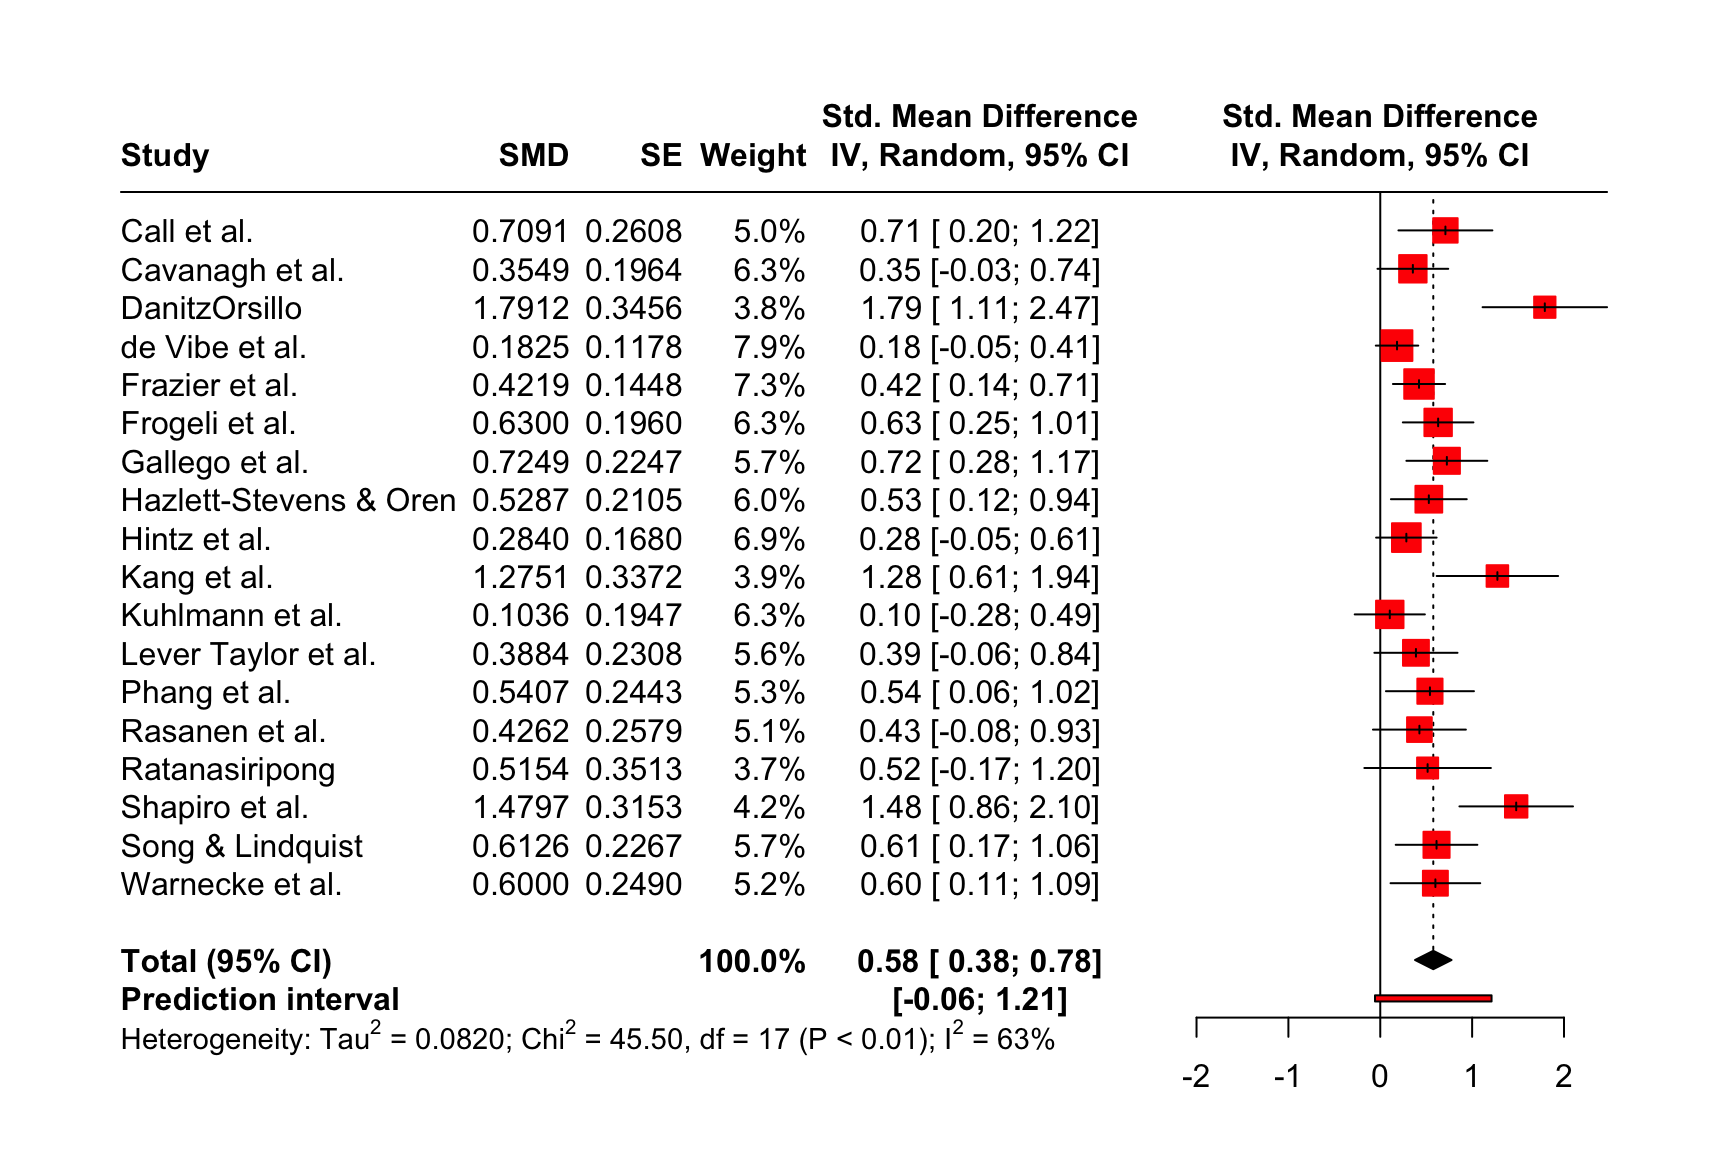 Std. Mean Difference Std. Mean Difference
Study SMD SE Weight IV, Random, 95% CI IV, Random, 95% CI
Call et al. 0.7091 0.2608 5.0% 0.71 [ 0.20; 1.22]
Cavanagh et al. 0.3549 0.1964 6.3% 0.35 [-0.03; 0.74]
DanitzOrsillo 1.7912 0.3456 3.8% 1.79 [ 1.11; 2.47]
de Vibe et al. 0.1825 0.1178 7.9% 0.18 [-0.05; 0.41]
Frazier et al. 0.4219 0.1448 7.3% 0.42 [ 0.14; 0.71]
Frogeli et al. 0.6300 0.1960 6.3% 0.63 [ 0.25; 1.01]
Gallego et al. 0.7249 0.2247 5.7% 0.72 [ 0.28; 1.17]
Hazlett-Stevens & Oren 0.5287 0.2105 6.0% 0.53 [ 0.12; 0.94]
Hintz et al. 0.2840 0.1680 6.9% 0.28 [-0.05; 0.61]
Kang et al. 1.2751 0.3372 3.9% 1.28 [ 0.61; 1.94]
Kuhlmann et al. 0.1036 0.1947 6.3% 0.10 [-0.28; 0.49]
Lever Taylor et al. 0.3884 0.2308 5.6% 0.39 [-0.06; 0.84]
Phang et al. 0.5407 0.2443 5.3% 0.54 [ 0.06; 1.02]
Rasanen et al. 0.4262 0.2579 5.1% 0.43 [-0.08; 0.93]
Ratanasiripong 0.5154 0.3513 3.7% 0.52 [-0.17; 1.20]
Shapiro et al. 1.4797 0.3153 4.2% 1.48 [ 0.86; 2.10]
Song & Lindquist 0.6126 0.2267 5.7% 0.61 [ 0.17; 1.06]
Warnecke et al. 0.6000 0.2490 5.2% 0.60 [ 0.11; 1.09]
Total (95% CI) 100.0% 0.58 [ 0.38; 0.78]
Prediction interval [-0.06; 1.21]
Heterogeneity: Tau² = 0.0820; Chi² = 45.50, df = 17 (P < 0.01); I² = 63%
-2 -1 0 1 2